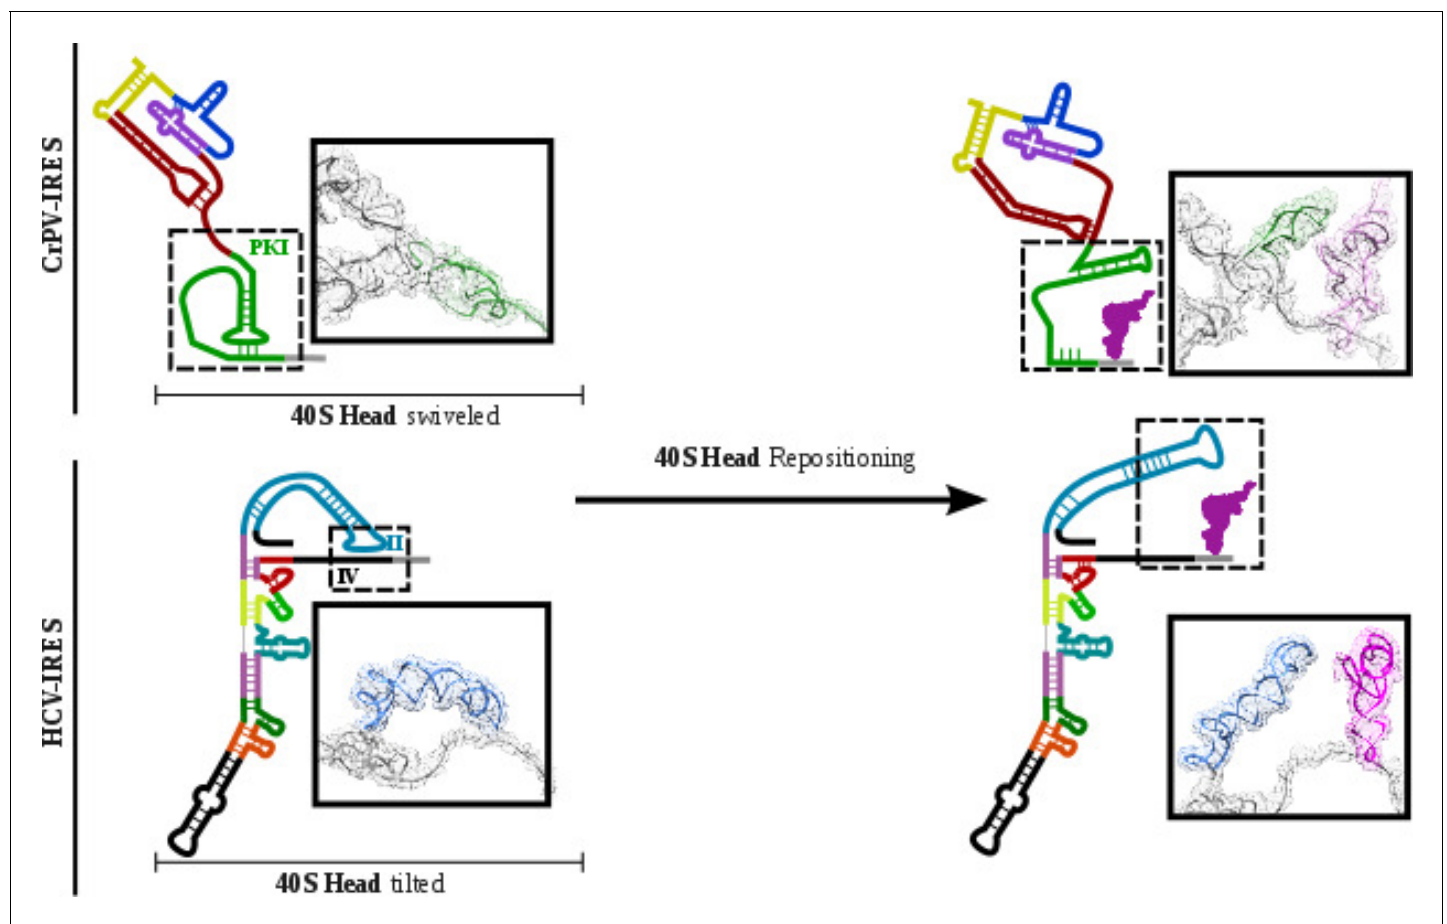 CrPV-IRES
PKI
40S Head swiveled
40S Head Repositioning
HCV-IRES
II
IV
40S Head tilted